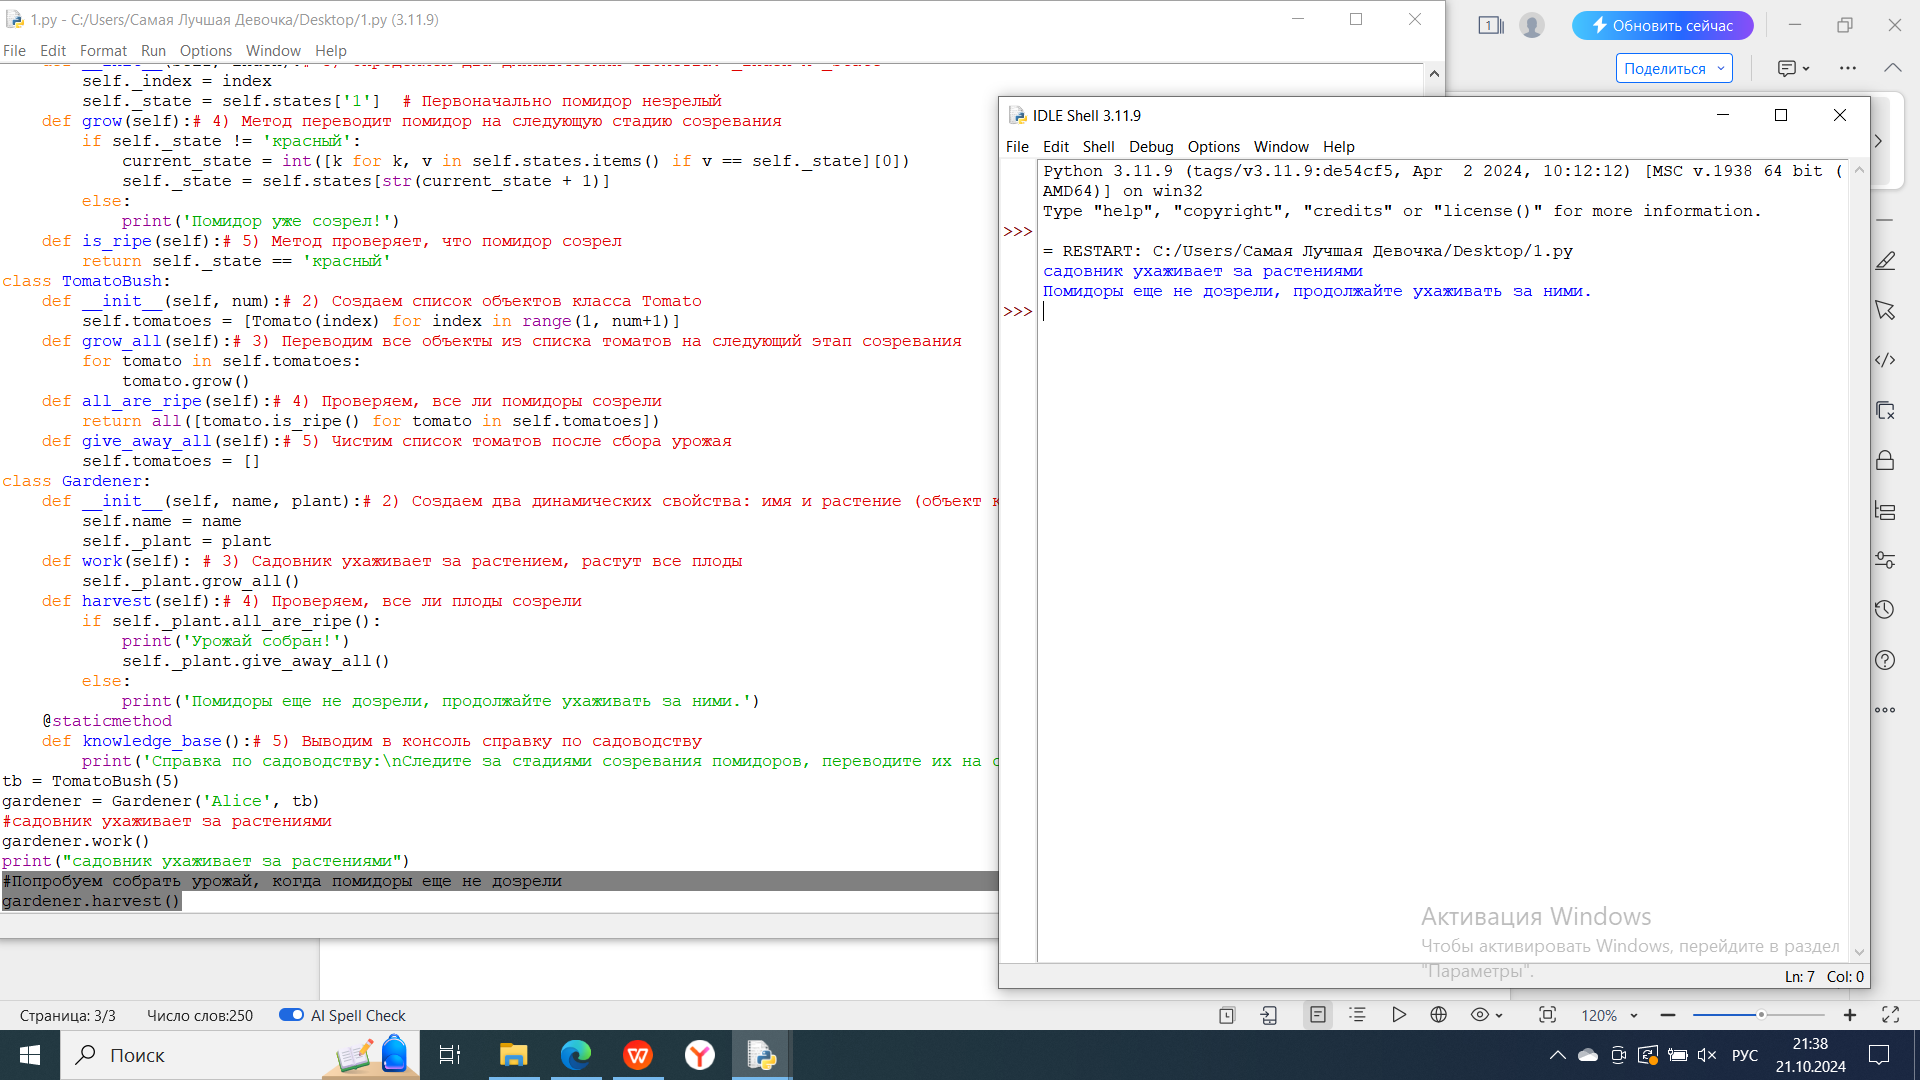 1.py - C:/Users/Самая Лучшая Девочка/Desktop/1.py (3.11.9)
File Edit Format Run Options Window Help
self._index = index
self._state = self.states['1']  # Первоначально помидор незрелый
def grow(self):# 4) Метод переводит помидор на следующую стадию созревания
if self._state != 'красный':
current_state = int([k for k, v in self.states.items() if v == self._state][0])
self._state = self.states[str(current_state + 1)]
else:
print('Помидор уже созрел!')
def is_ripe(self):# 5) Метод проверяет, что помидор созрел
return self._state == 'красный'
class TomatoBush:
def __init__(self, num):# 2) Создаем список объектов класса Tomato
self.tomatoes = [Tomato(index) for index in range(1, num+1)]
def grow_all(self):# 3) Переводим все объекты из списка томатов на следующий этап созревания
for tomato in self.tomatoes:
tomato.grow()
def all_are_ripe(self):# 4) Проверяем, все ли помидоры созрели
return all([tomato.is_ripe() for tomato in self.tomatoes])
def give_away_all(self):# 5) Чистим список томатов после сбора урожая
self.tomatoes = []
class Gardener:
def __init__(self, name, plant):# 2) Создаем два динамических свойства: имя и растение (объект
self.name = name
self._plant = plant
def work(self): # 3) Садовник ухаживает за растением, растут все плоды
self._plant.grow_all()
def harvest(self):# 4) Проверяем, все ли плоды созрели
if self._plant.all_are_ripe():
print('Урожай собран!')
self._plant.give_away_all()
else:
print('Помидоры еще не дозрели, продолжайте ухаживать за ними.')
@staticmethod
def knowledge_base():# 5) Выводим в консоль справку по садоводству
print('Справка по садоводству:\nСледите за стадиями созревания помидоров, переводите их на
tb = TomatoBush(5)
gardener = Gardener('Alice', tb)
#садовник ухаживает за растениями
gardener.work()
print("садовник ухаживает за растениями")
#Попробуем собрать урожай, когда помидоры еще не дозрели
gardener.harvest()
1 Обновить сейчас
Поделиться
IDLE Shell 3.11.9
File Edit Shell Debug Options Window Help
Python 3.11.9 (tags/v3.11.9:de54cf5, Apr  2 2024, 10:12:12) [MSC v.1938 64 bit (
AMD64)] on win32
Type "help", "copyright", "credits" or "license()" for more information.
>>>
= RESTART: C:/Users/Самая Лучшая Девочка/Desktop/1.py
садовник ухаживает за растениями
Помидоры еще не дозрели, продолжайте ухаживать за ними.
>>>
Активация Windows
Чтобы активировать Windows, перейдите в раздел
"Параметры".
Ln: 7 Col: 0
Страница: 3/3 Число слов:250 AI Spell Check 120%
Поиск РУС 21:38
21.10.2024